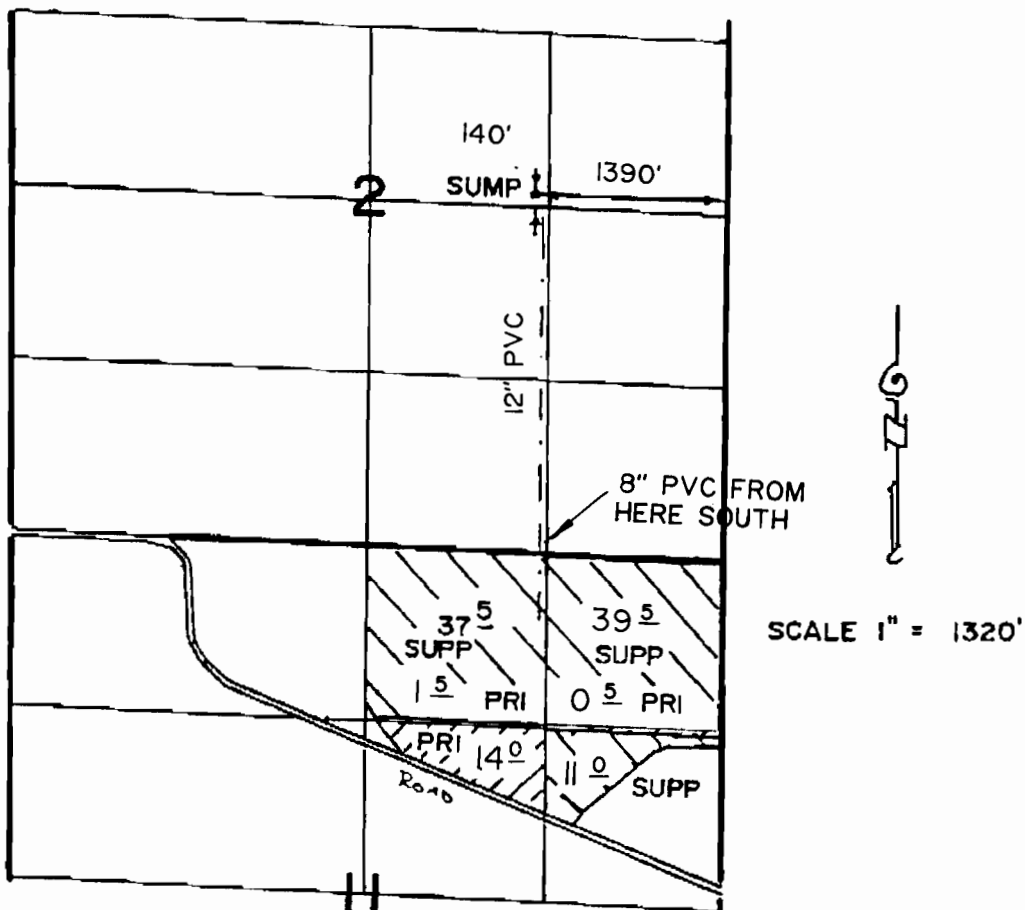 140'
SUMP
1390'
2
12" PVC
8" PVC FROM
HERE SOUTH
37 5
SUPP
39 5
SUPP
1 5 PRI
0 5 PRI
SCALE 1" = 1320'
PRI
14 0
11 0
SUPP
ROAD
11
N